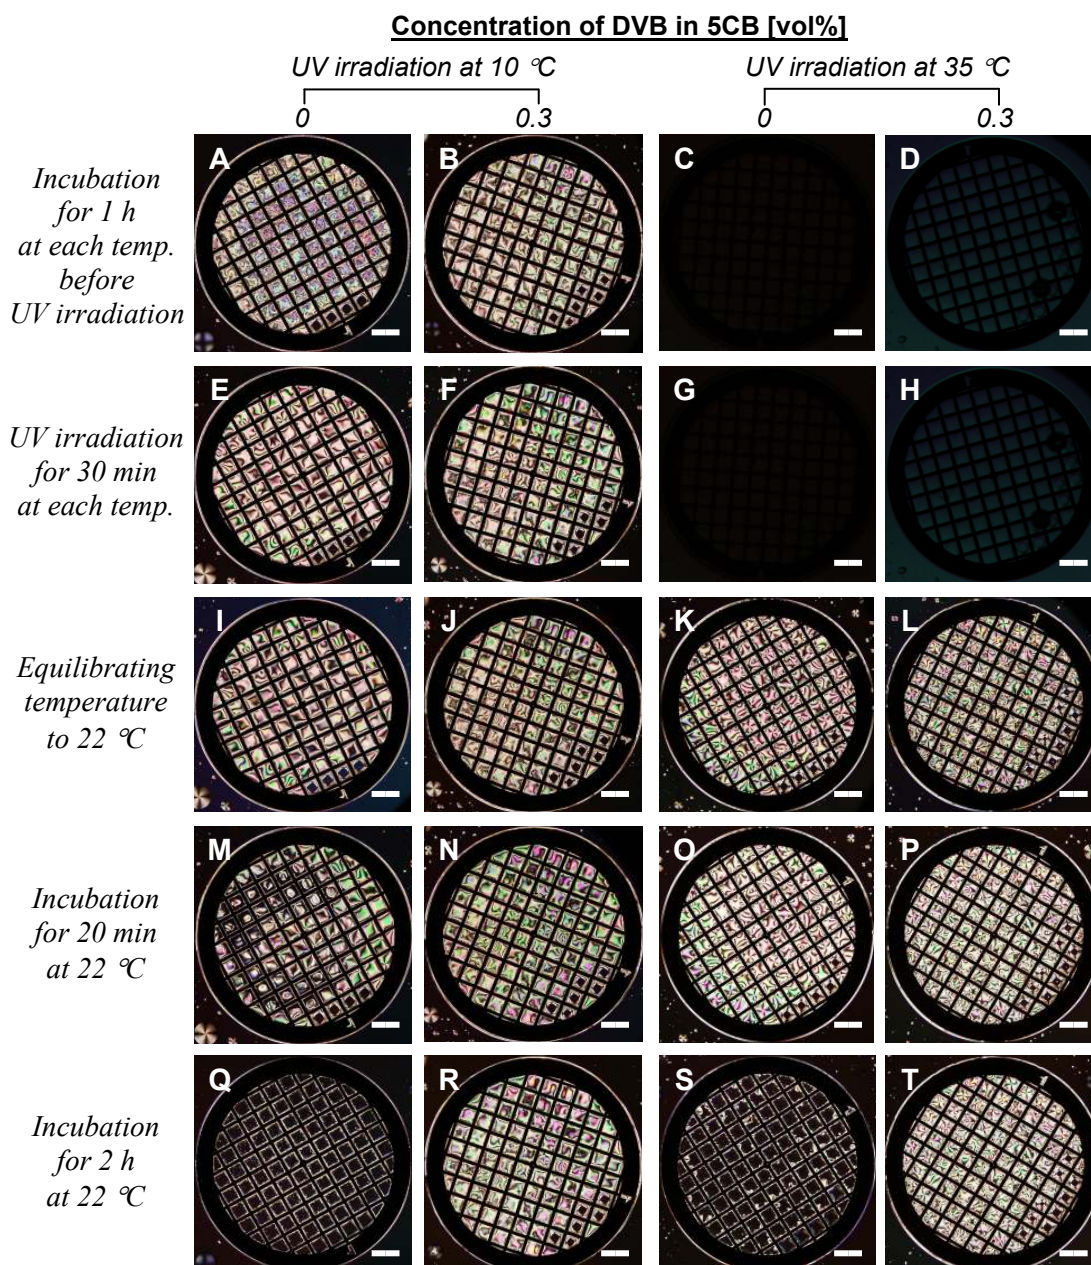 Concentration of DVB in 5CB [vol%]
UV irradiation at 10 °C
UV irradiation at 35 °C
0
0.3
0
0.3
Incubation
for 1 h
at each temp.
before
UV irradiation
A
B
C
D
UV irradiation
for 30 min
at each temp.
E
F
G
H
Equilibrating
temperature
to 22 °C
I
J
K
L
Incubation
for 20 min
at 22 °C
M
N
O
P
Incubation
for 2 h
at 22 °C
Q
R
S
T